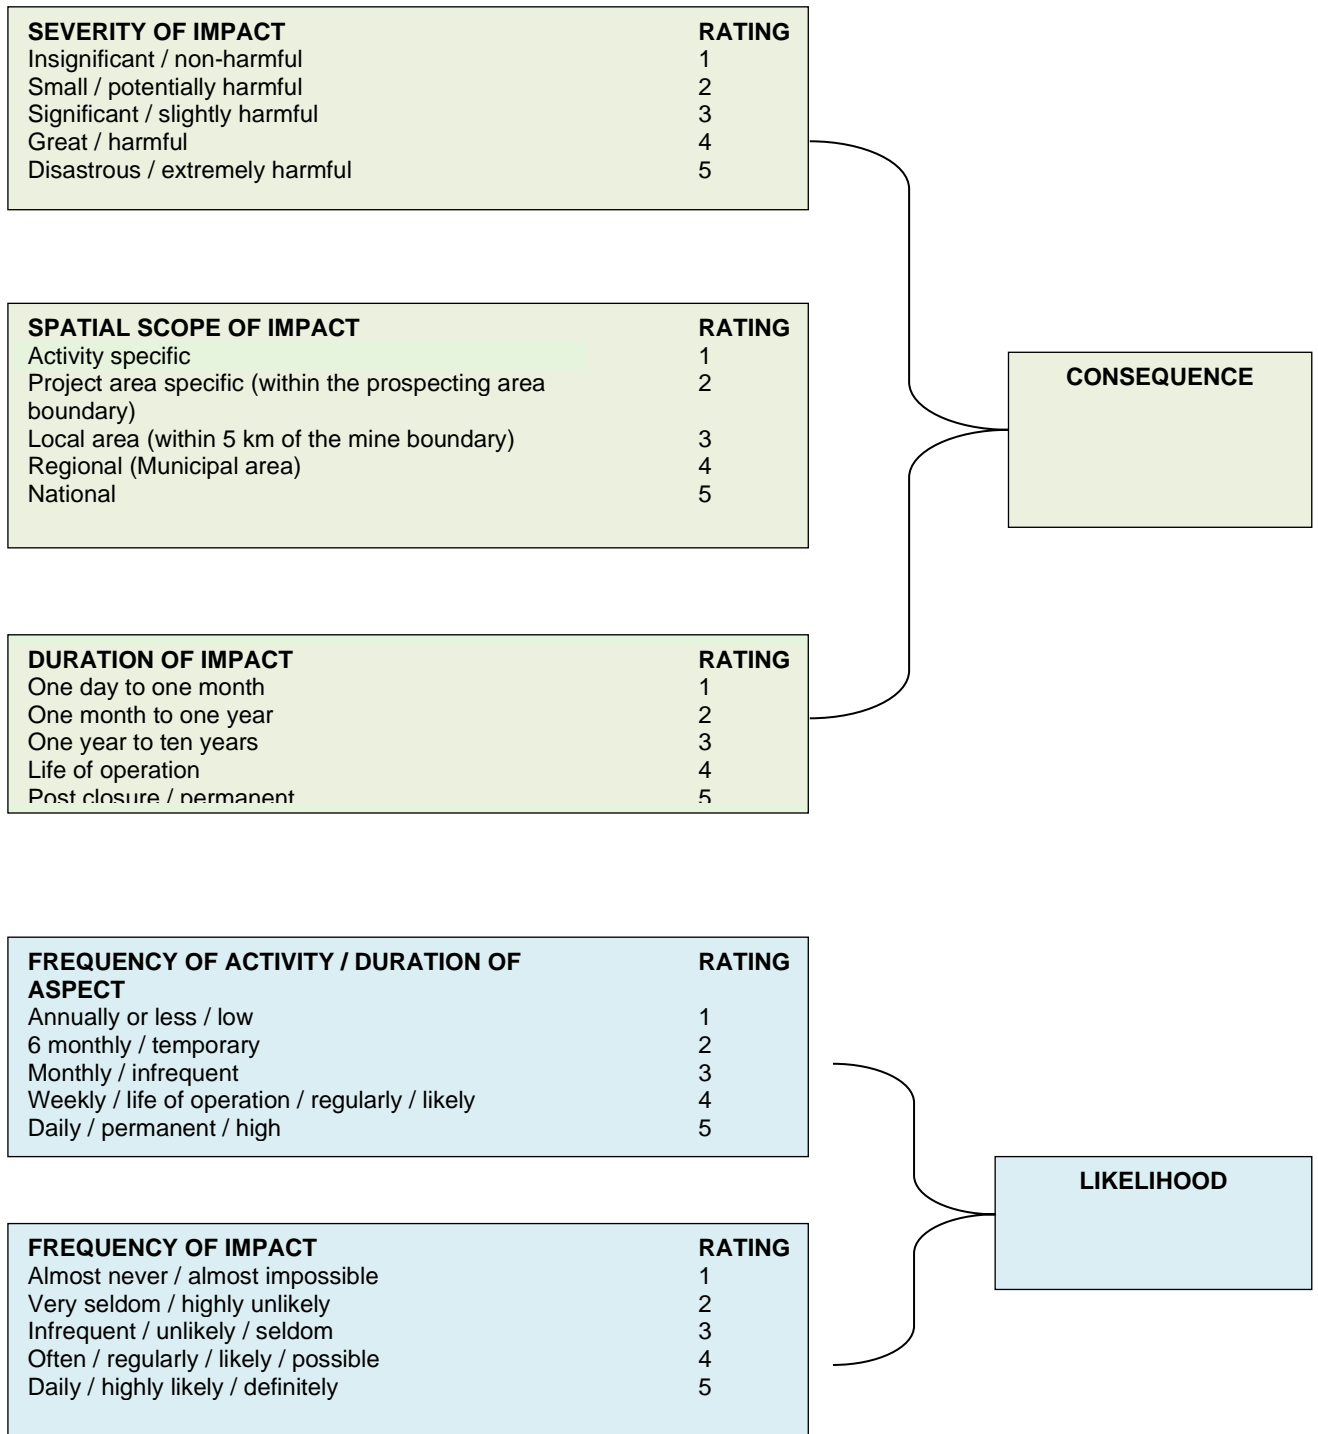 SEVERITY OF IMPACT RATING
Insignificant / non-harmful 1
Small / potentially harmful 2
Significant / slightly harmful 3
Great / harmful 4
Disastrous / extremely harmful 5
SPATIAL SCOPE OF IMPACT RATING
Activity specific 1
Project area specific (within the prospecting area 2
boundary)
Local area (within 5 km of the mine boundary) 3
Regional (Municipal area) 4
National 5
CONSEQUENCE
DURATION OF IMPACT RATING
One day to one month 1
One month to one year 2
One year to ten years 3
Life of operation 4
Post closure / permanent 5
FREQUENCY OF ACTIVITY / DURATION OF RATING
ASPECT
Annually or less / low 1
6 monthly / temporary 2
Monthly / infrequent 3
Weekly / life of operation / regularly / likely 4
Daily / permanent / high 5
LIKELIHOOD
FREQUENCY OF IMPACT RATING
Almost never / almost impossible 1
Very seldom / highly unlikely 2
Infrequent / unlikely / seldom 3
Often / regularly / likely / possible 4
Daily / highly likely / definitely 5